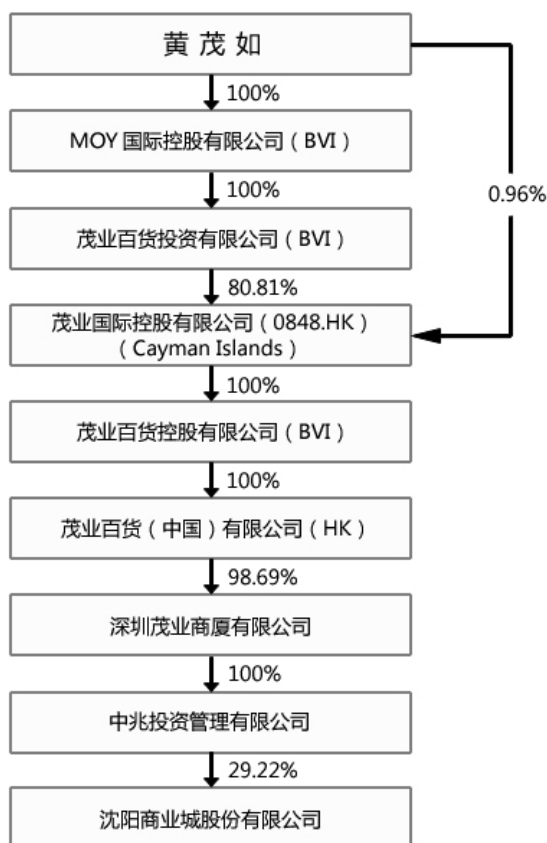 黄 茂 如
100%
MOY 国际控股有限公司（BVI）
100%
0.96%
茂业百货投资有限公司（BVI）
80.81%
茂业国际控股有限公司（0848.HK）
（Cayman Islands）
100%
茂业百货控股有限公司（BVI）
100%
茂业百货（中国）有限公司（HK）
98.69%
深圳茂业商厦有限公司
100%
中兆投资管理有限公司
29.22%
沈阳商业城股份有限公司